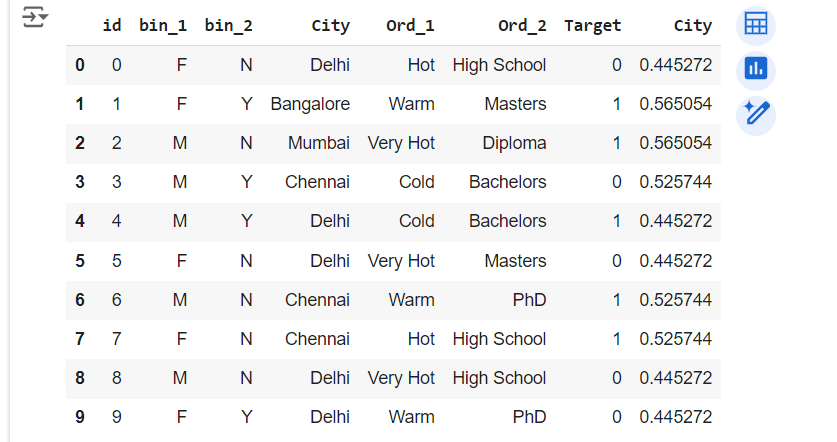 id bin_1 bin_2 City Ord_1 Ord_2 Target City
0 0 F N Delhi Hot High School 0 0.445272
1 1 F Y Bangalore Warm Masters 1 0.565054
2 2 M N Mumbai Very Hot Diploma 1 0.565054
3 3 M Y Chennai Cold Bachelors 0 0.525744
4 4 M Y Delhi Cold Bachelors 1 0.445272
5 5 F N Delhi Very Hot Masters 0 0.445272
6 6 M N Chennai Warm PhD 1 0.525744
7 7 F N Chennai Hot High School 1 0.525744
8 8 M N Delhi Very Hot High School 0 0.445272
9 9 F Y Delhi Warm PhD 0 0.445272